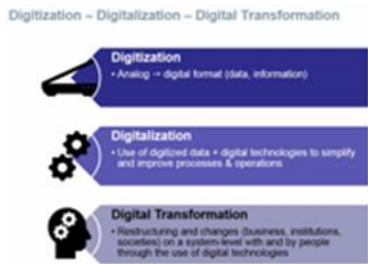 Digitization – Digitalization – Digital Transformation
Digitization
• Analog → digital format (data, information)
Digitalization
• Use of digitized data + digital technologies to simplify
and improve processes & operations
Digital Transformation
• Restructuring and changes (business, institutions,
societies) on a system-level with and by people
through the use of digital technologies